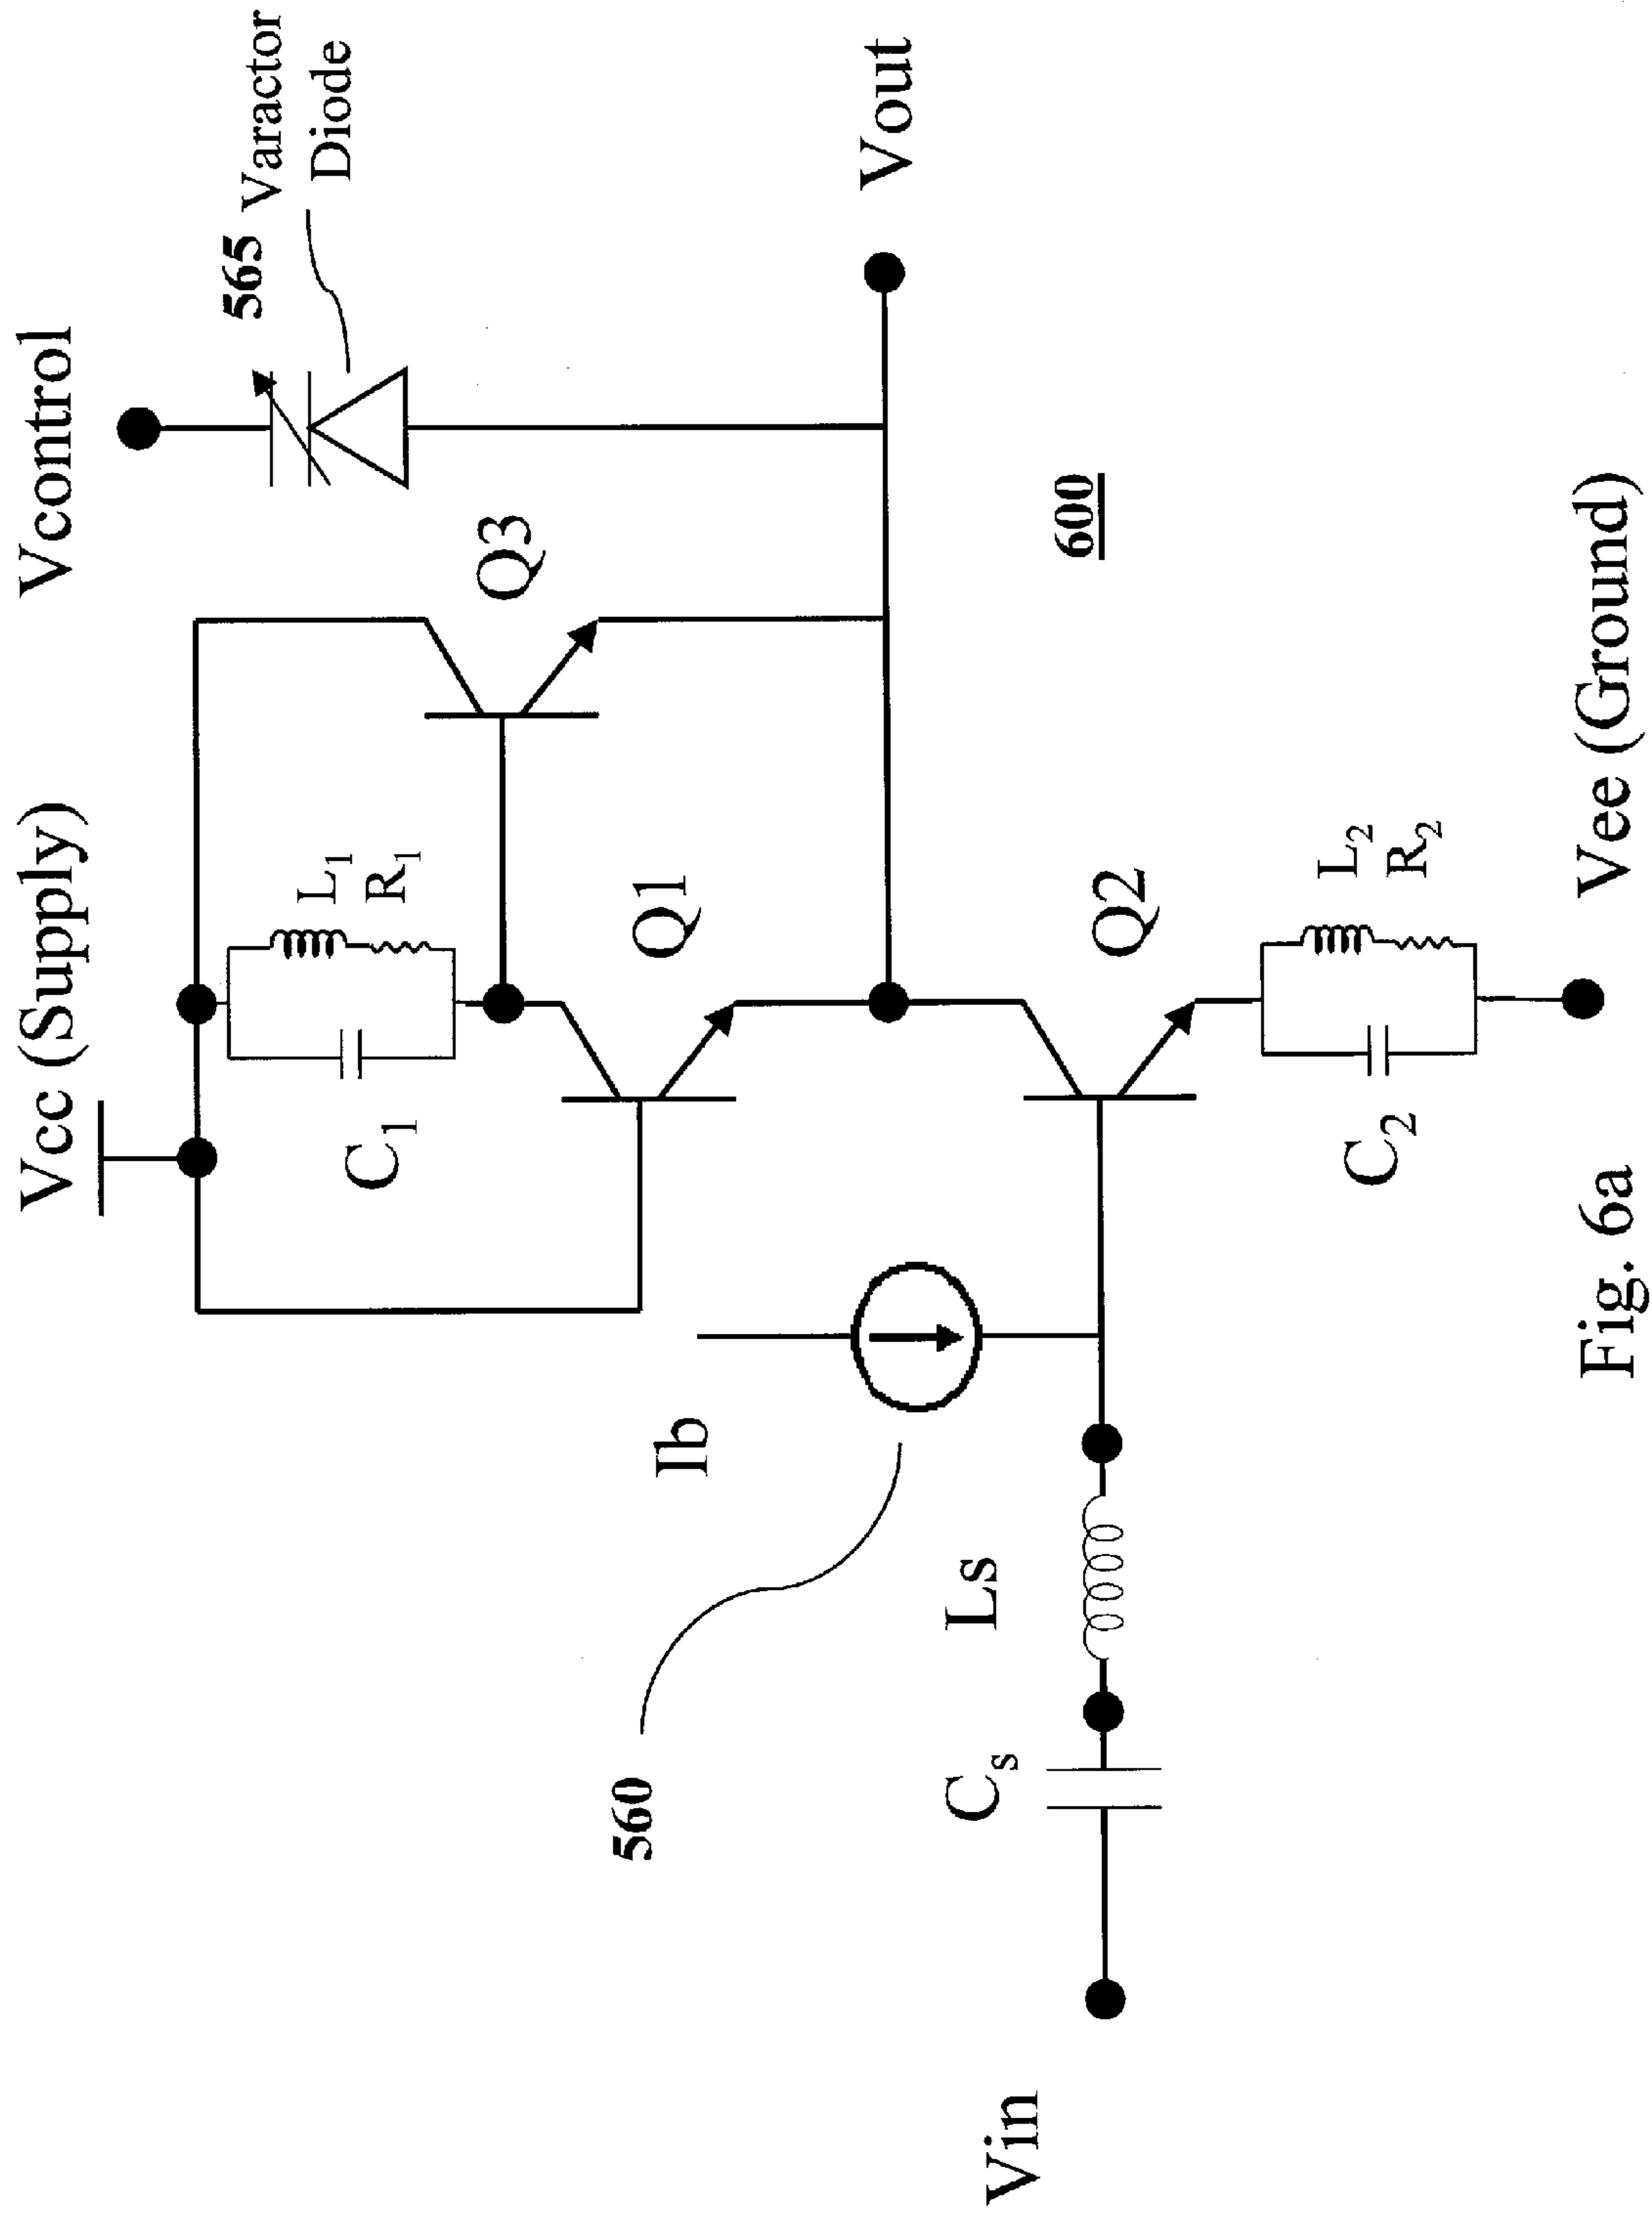 Vcc (Supply)
Vcontrol
565 Varactor
Diode
L1
R1
C1
Q3
Q1
Ib
560
Vout
Ls
Cs
Vin
Q2
600
L2
R2
C2
Vee (Ground)
Fig. 6a